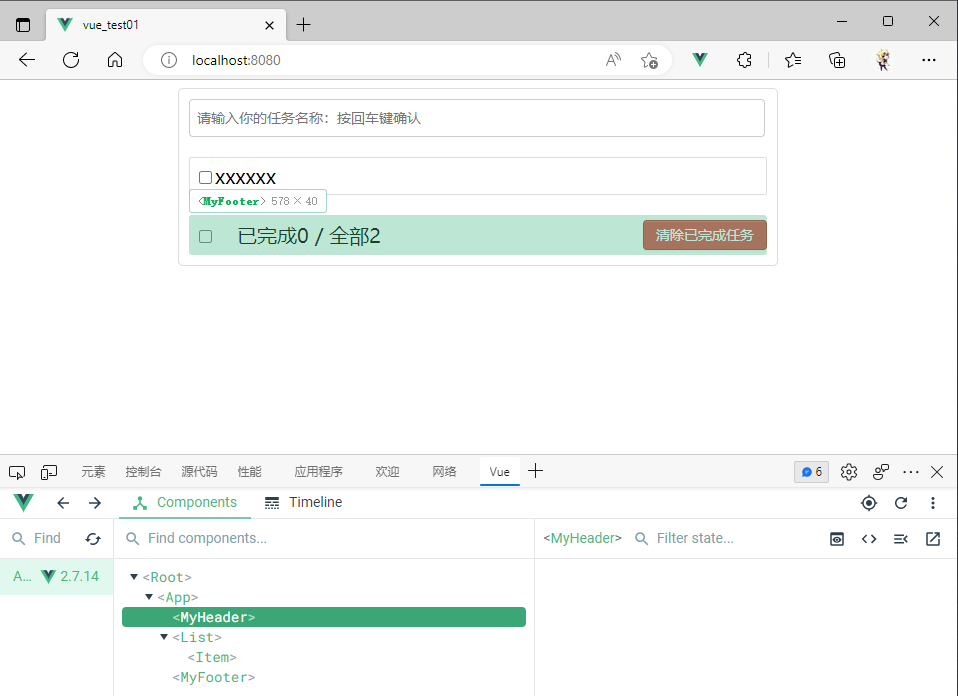 vue_test01
localhost:8080
请输入你的任务名称：按回车键确认
xxxxxx
<MyFooter> 578 × 40
已完成0 / 全部2
清除已完成任务
元素 控制台 源代码 性能 应用程序 欢迎 网络 Vue 6
Components Timeline
Find Find components... <MyHeader> Filter state...
A... 2.7.14
<Root>
<App>
<MyHeader>
<List>
<Item>
<MyFooter>